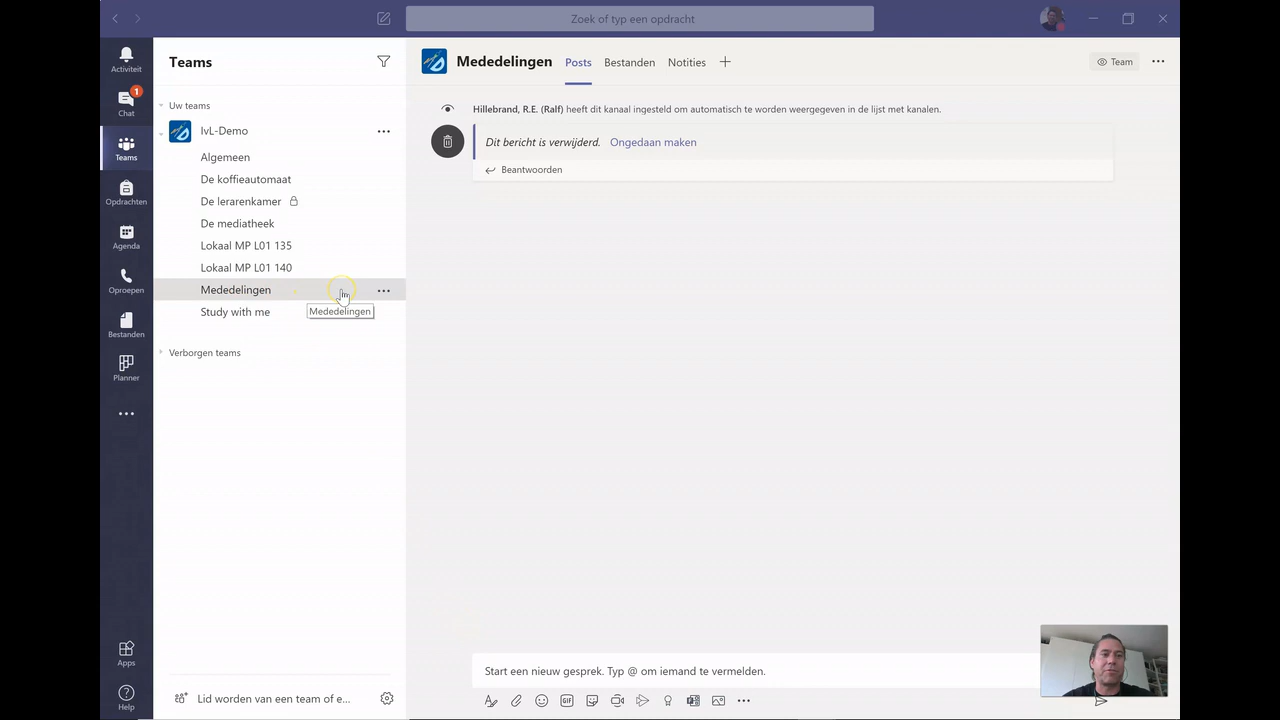 Zoek of typ een opdracht
Activiteit
Chat
1
Teams
Opdrachten
Agenda
Oproepen
Bestanden
Planner
Apps
Help
Teams
Uw teams
IvL-Demo
Algemeen
De koffieautomaat
De lerarenkamer
De mediatheek
Lokaal MP L01 135
Lokaal MP L01 140
Mededelingen
Mededelingen
Study with me
Verborgen teams
Lid worden van een team of e...
Mededelingen
Posts
Bestanden
Notities
Team
Hillebrand, R.E. (Ralf) heeft dit kanaal ingesteld om automatisch te worden weergegeven in de lijst met kanalen.
Dit bericht is verwijderd. Ongedaan maken
Beantwoorden
Start een nieuw gesprek. Typ @ om iemand te vermelden.
GIF